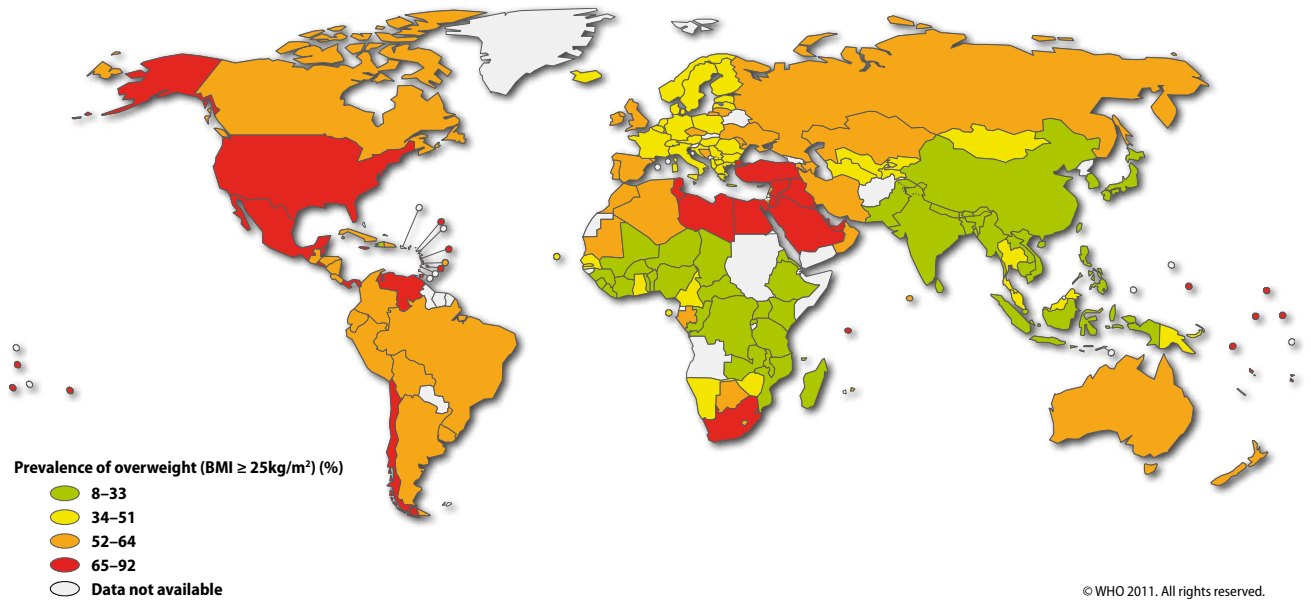 Prevalence of overweight (BMI ≥ 25kg/m²) (%)
8–33
34–51
52–64
65–92
Data not available
© WHO 2011. All rights reserved.